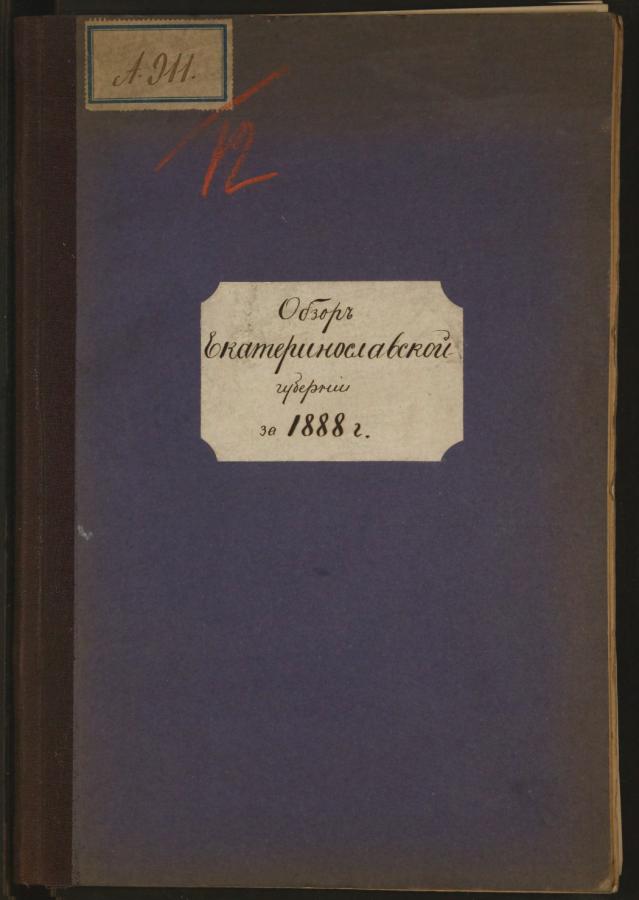 А. 911.
12
Обзоръ
Екатеринославской
губерніи
за 1888 г.